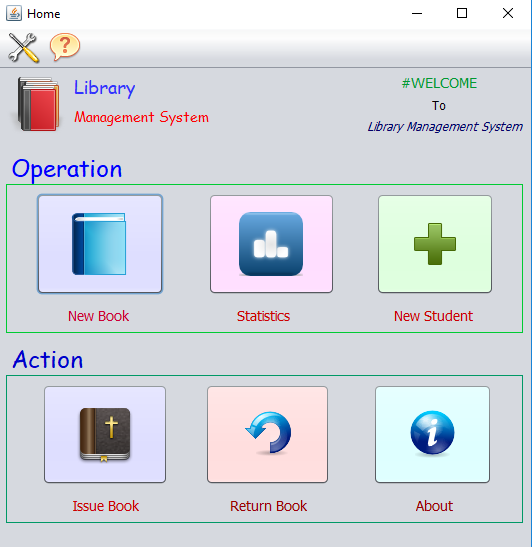 Home
Library
Management System
#WELCOME
To
Library Management System
Operation
New Book
Statistics
New Student
Action
Issue Book
Return Book
About